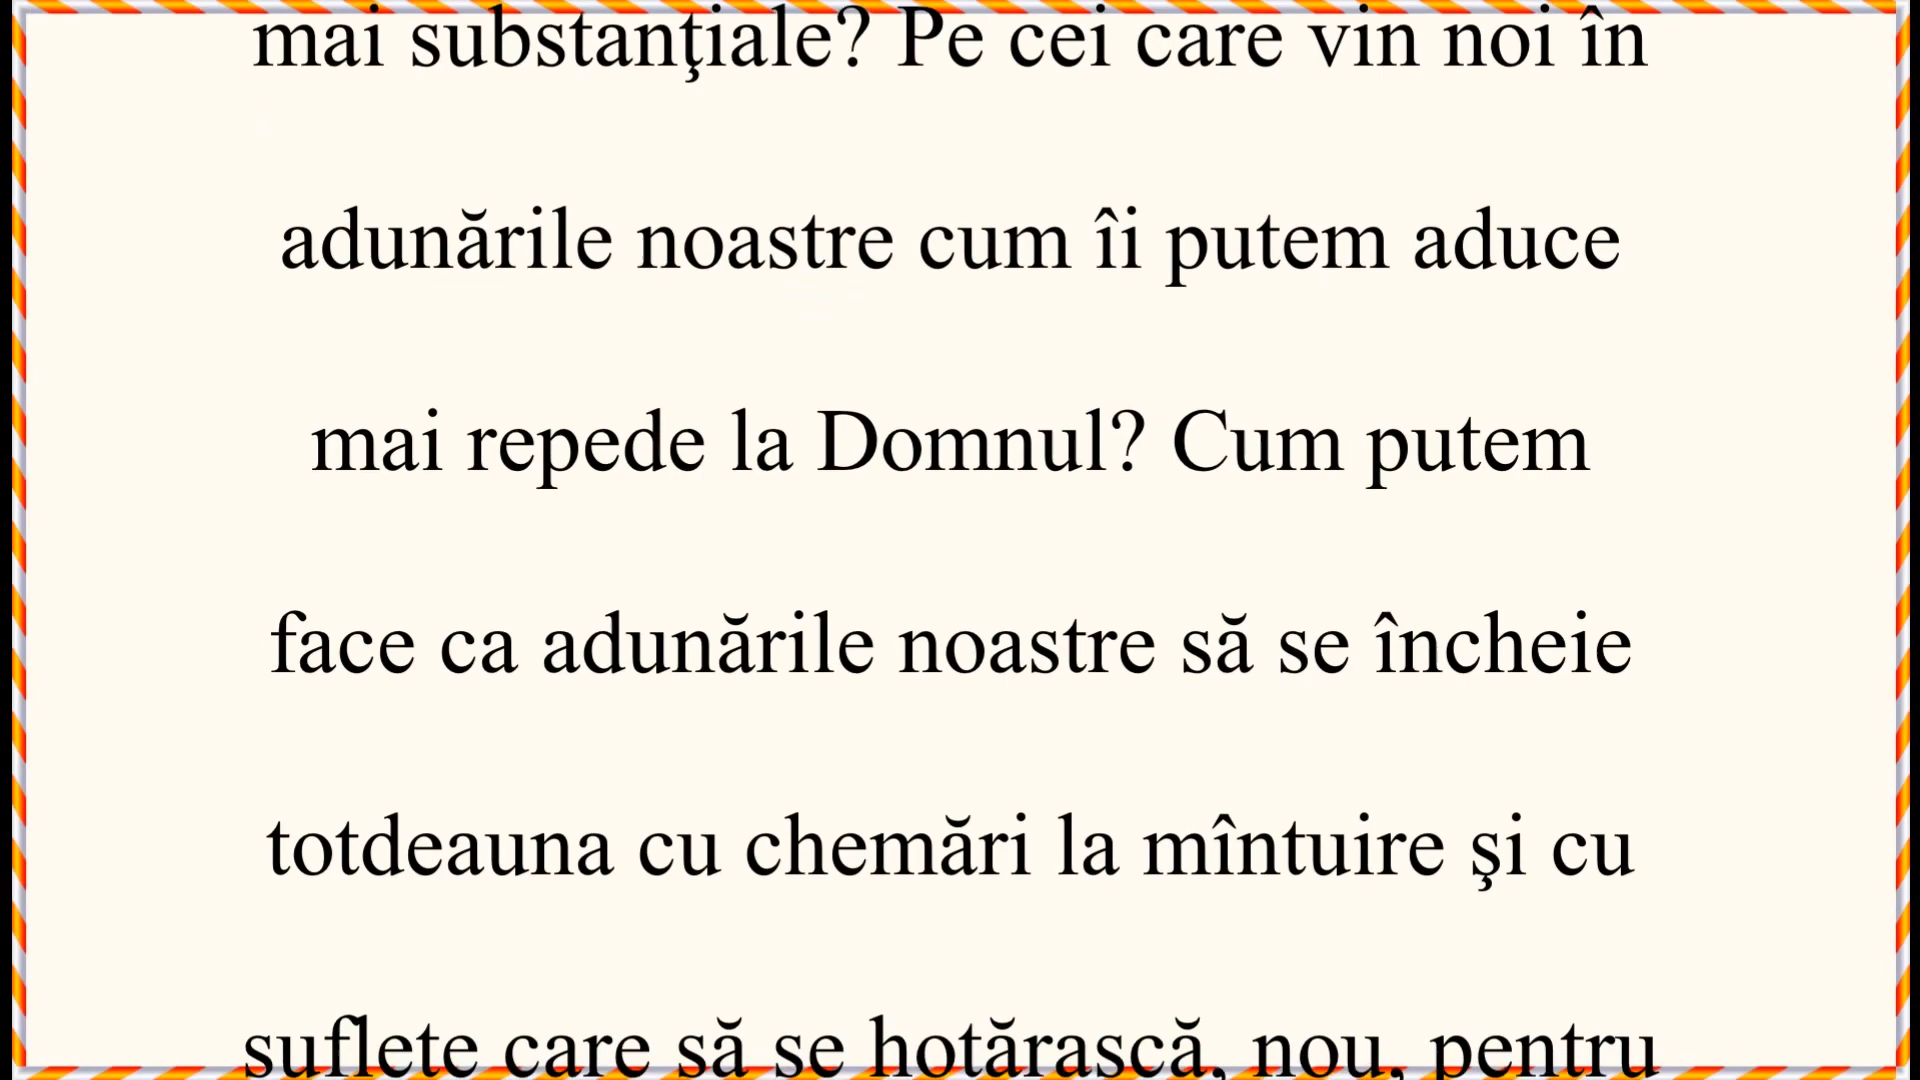 mai substanţiale? Pe cei care vin noi în
adunările noastre cum îi putem aduce
mai repede la Domnul? Cum putem
face ca adunările noastre să se încheie
totdeauna cu chemări la mîntuire şi cu
suflete care să se hotărască, nou, pentru